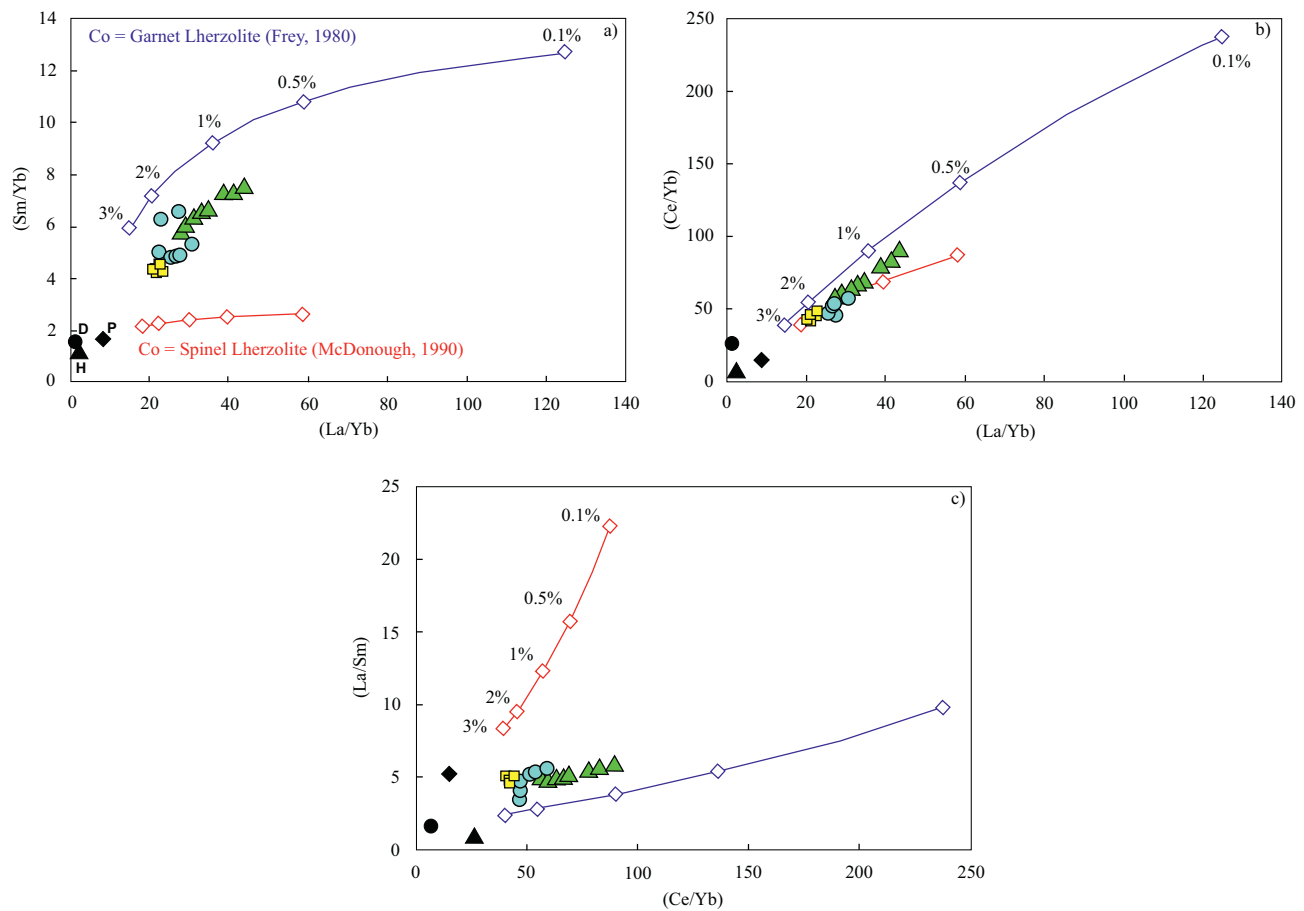 a)
Co = Garnet Lherzolite (Frey, 1980)
0.1%
0.5%
1%
2%
3%
D
P
H
Co = Spinel Lherzolite (McDonough, 1990)
14
12
10
8
6
4
2
0
(Sm/Yb)
0 20 40 60 80 100 120 140
(La/Yb)
b)
0.1%
0.5%
1%
2%
3%
250
200
150
100
50
0
(Ce/Yb)
0 20 40 60 80 100 120 140
(La/Yb)
c)
0.1%
0.5%
1%
2%
3%
25
20
15
10
5
0
(La/Sm)
0 50 100 150 200 250
(Ce/Yb)